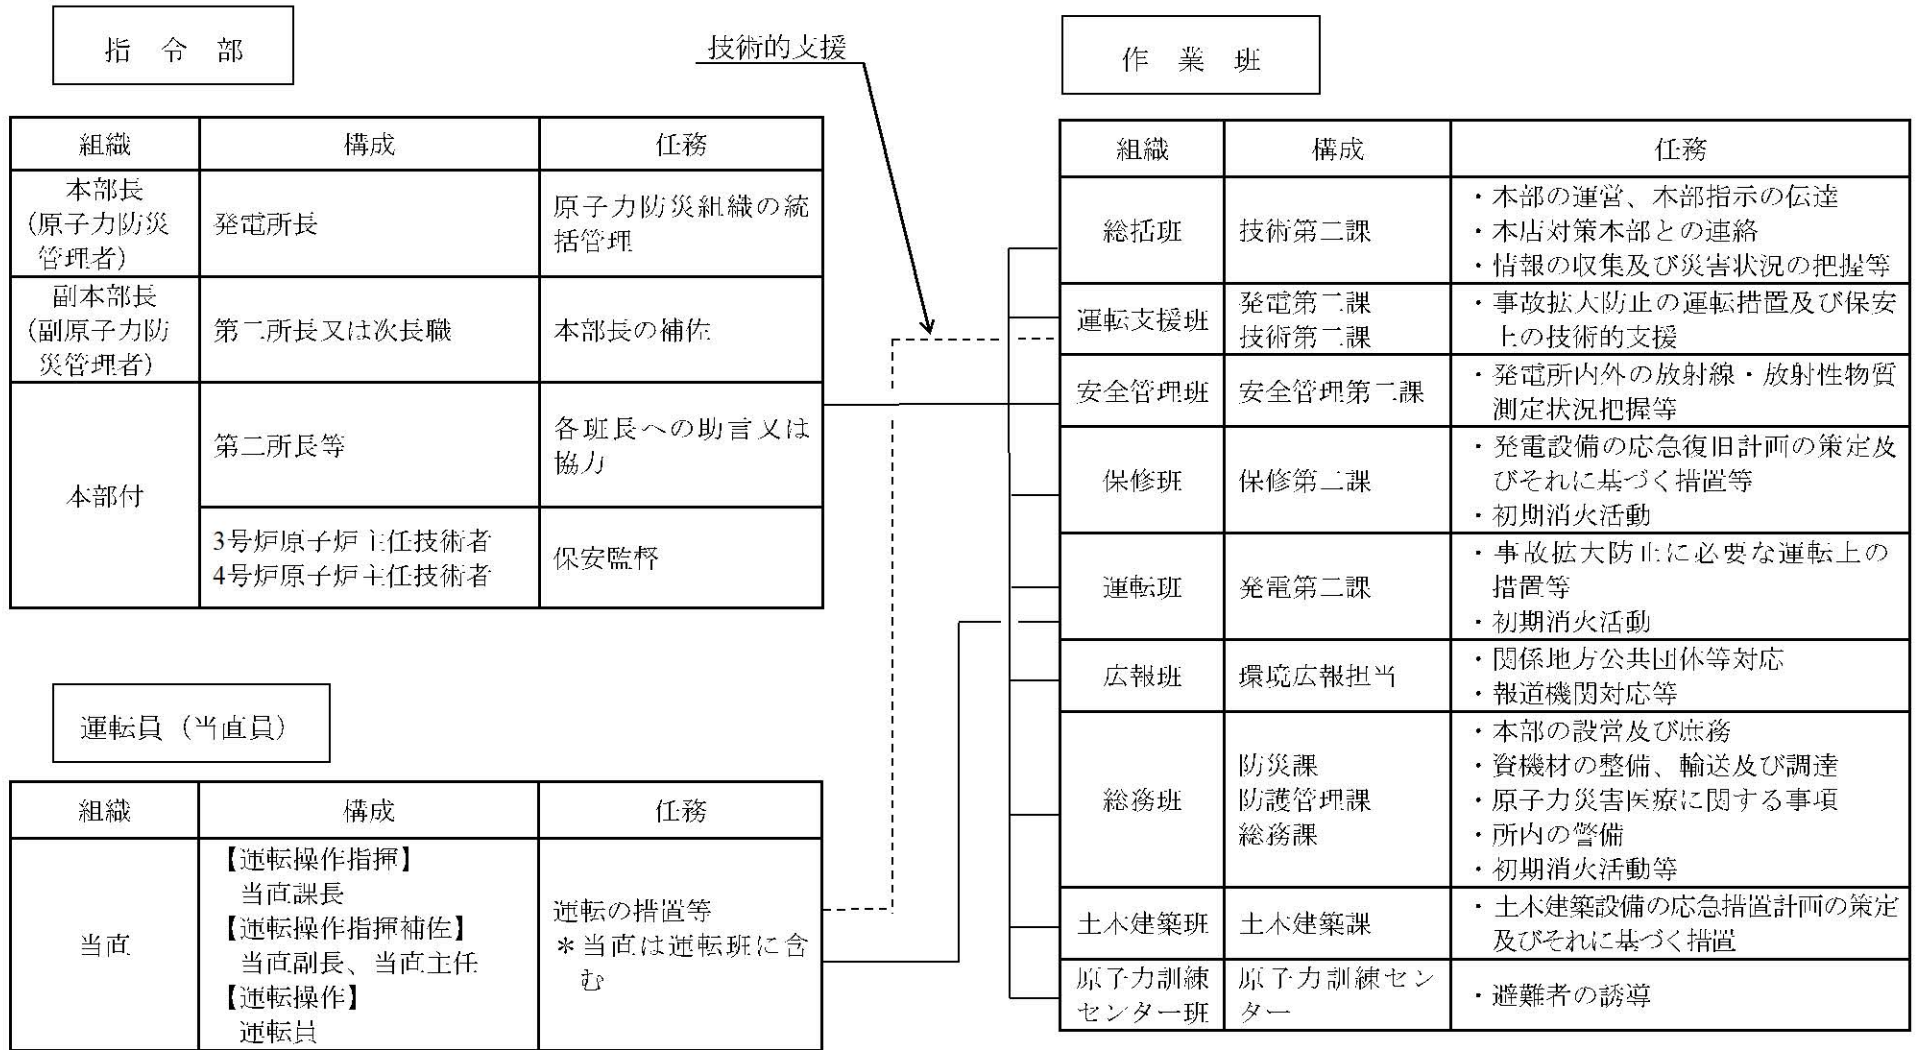 指令部
組織 構成 任務
本部長
(原子力防災
管理者)
発電所長
原子力防災組織の統
括管理
副本部長
(副原子力防
災管理者)
第二所長又は次長職
本部長の補佐
本部付
第二所長等
各班長への助言又は
協力
3号炉原子炉主任技術者
4号炉原子炉主任技術者
保安監督
運転員（当直員）
組織 構成 任務
当直
【運転操作指揮】
当直課長
【運転操作指揮補佐】
当直副長、当直主任
【運転操作】
運転員
運転の措置等
＊当直は運転班に含
む
技術的支援
作業班
組織 構成 任務
総括班
技術第二課
・本部の運営、本部指示の伝達
・本店対策本部との連絡
・情報の収集及び災害状況の把握等
運転支援班
発電第二課
技術第二課
・事故拡大防止の運転措置及び保安
上の技術的支援
安全管理班
安全管理第二課
・発電所内外の放射線・放射性物質
測定状況把握等
保修班
保修第二課
・発電設備の応急復旧計画の策定及
びそれに基づく措置等
・初期消火活動
運転班
発電第二課
・事故拡大防止に必要な運転上の
措置等
・初期消火活動
広報班
環境広報担当
・関係地方公共団体等対応
・報道機関対応等
総務班
防災課
防護管理課
総務課
・本部の設営及び庶務
・資機材の整備、輸送及び調達
・原子力災害医療に関する事項
・所内の警備
・初期消火活動等
土木建築班
土木建築課
・土木建築設備の応急措置計画の策定
及びそれに基づく措置
原子力訓練
センター班
原子力訓練セン
ター
・避難者の誘導